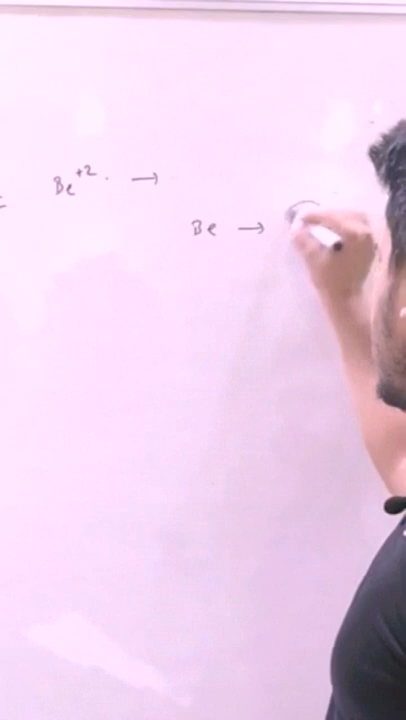 Be⁺². →
Be →